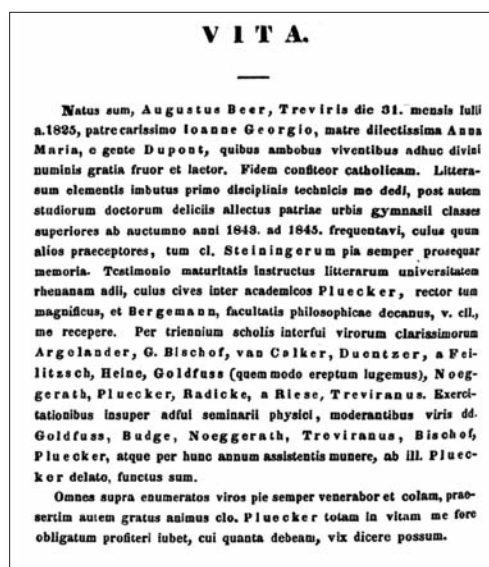 VITA.
Natus sum, Augustus Beer, Treviris die 31. mensis Iulii
a. 1825, patre carissimo Ioanne Georgio, matre dilectissima Anna
Maria, e gente Dupont, quibus ambobus viventibus adhuc divini
numinis gratia fruor et laetor. Fidem confiteor catholicam. Littera-
sum elementis imbutus primo disciplinis technicis me dedi, post autem
studiorum doctorum deliciis allectus patriae urbis gymnasii classes
superiores ab auctumno anni 1843. ad 1845. frequentavi, cuius quum
alios praeceptores, tum cl. Steiningerum pia semper prosequar
memoria. Testimonio maturitatis instructus litterarum universitatem
rhenanam adii, cuius cives inter academicos Pluecker, rector tum
magnificus, et Bergemann, facultatis philosophicae decanus, v. cll.,
me recepere. Per triennium scholis interfui virorum clarissimorum
Argelander, G. Bischof, van Calker, Duentzer, a Fei-
litzsch, Heine, Goldfuss (quem modo ereptum lugemus), Noeg-
gerath, Pluecker, Radicke, a Riese, Treviranus. Exerci-
tationibus insuper adfui seminarii physici, moderantibus viris dd.
Goldfuss, Budge, Noeggerath, Treviranus, Bischof,
Pluecker, atque per hunc annum assistentis munere, ab ill. Pluec-
ker delato, functus sum.
Omnes supra enumeratos viros pie semper venerabor et colam, prae-
sertim autem gratus animus clo. Pluecker totam in vitam me fore
obligatum profiteri iubet, cui quanta debeam, vix dicere possum.